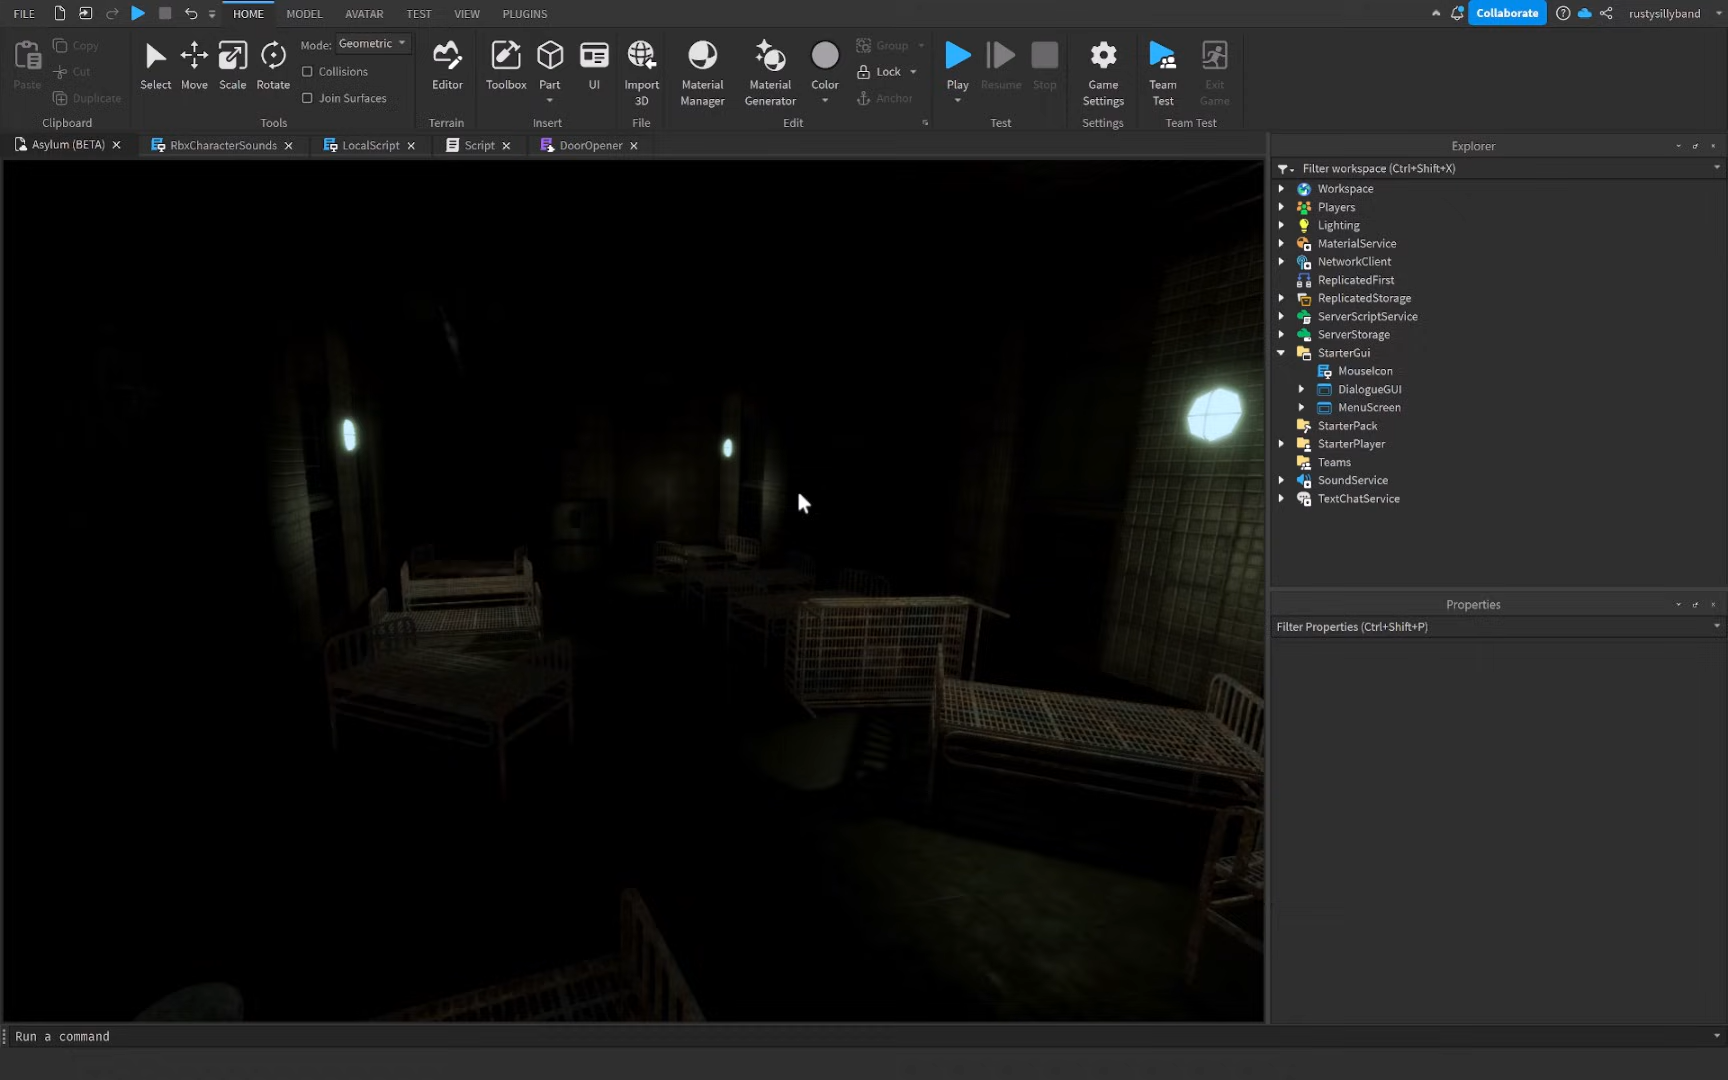 FILE HOME MODEL AVATAR TEST VIEW PLUGINS Collaborate rustysillyband
Paste Copy Cut Duplicate
Clipboard
Select Move Scale Rotate
Mode: Geometric
Collisions
Join Surfaces
Tools
Editor
Terrain
Toolbox Part UI
Insert
Import 3D
File
Material Manager
Material Generator
Color
Group
Lock
Anchor
Edit
Play Resume Stop
Test
Game Settings
Settings
Team Test
Exit Game
Team Test
Asylum (BETA) RbxCharacterSounds LocalScript Script DoorOpener
Explorer
Filter workspace (Ctrl+Shift+X)
Workspace
Players
Lighting
MaterialService
NetworkClient
ReplicatedFirst
ReplicatedStorage
ServerScriptService
ServerStorage
StarterGui
MouseIcon
DialogueGUI
MenuScreen
StarterPack
StarterPlayer
Teams
SoundService
TextChatService
Properties
Filter Properties (Ctrl+Shift+P)
Run a command